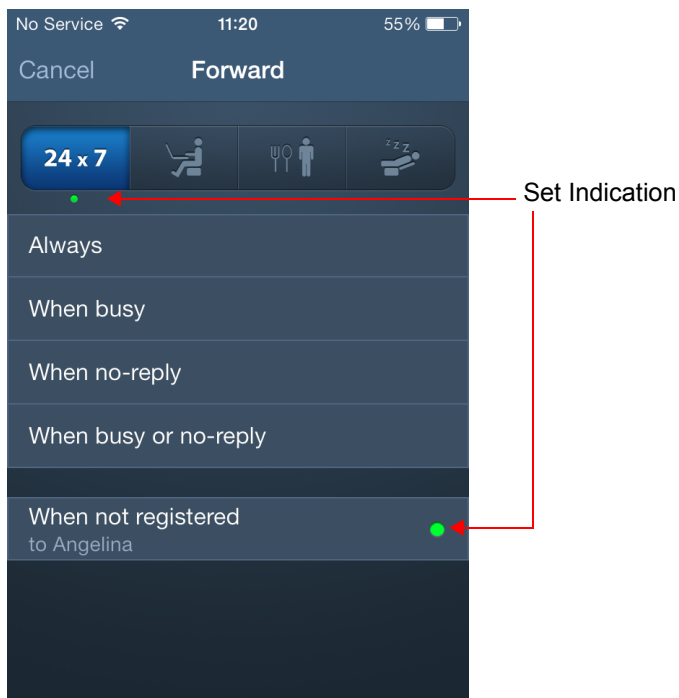 No Service 11:20 55%
Cancel Forward
24 x 7 zzz
Set Indication
Always
When busy
When no-reply
When busy or no-reply
When not registered
to Angelina